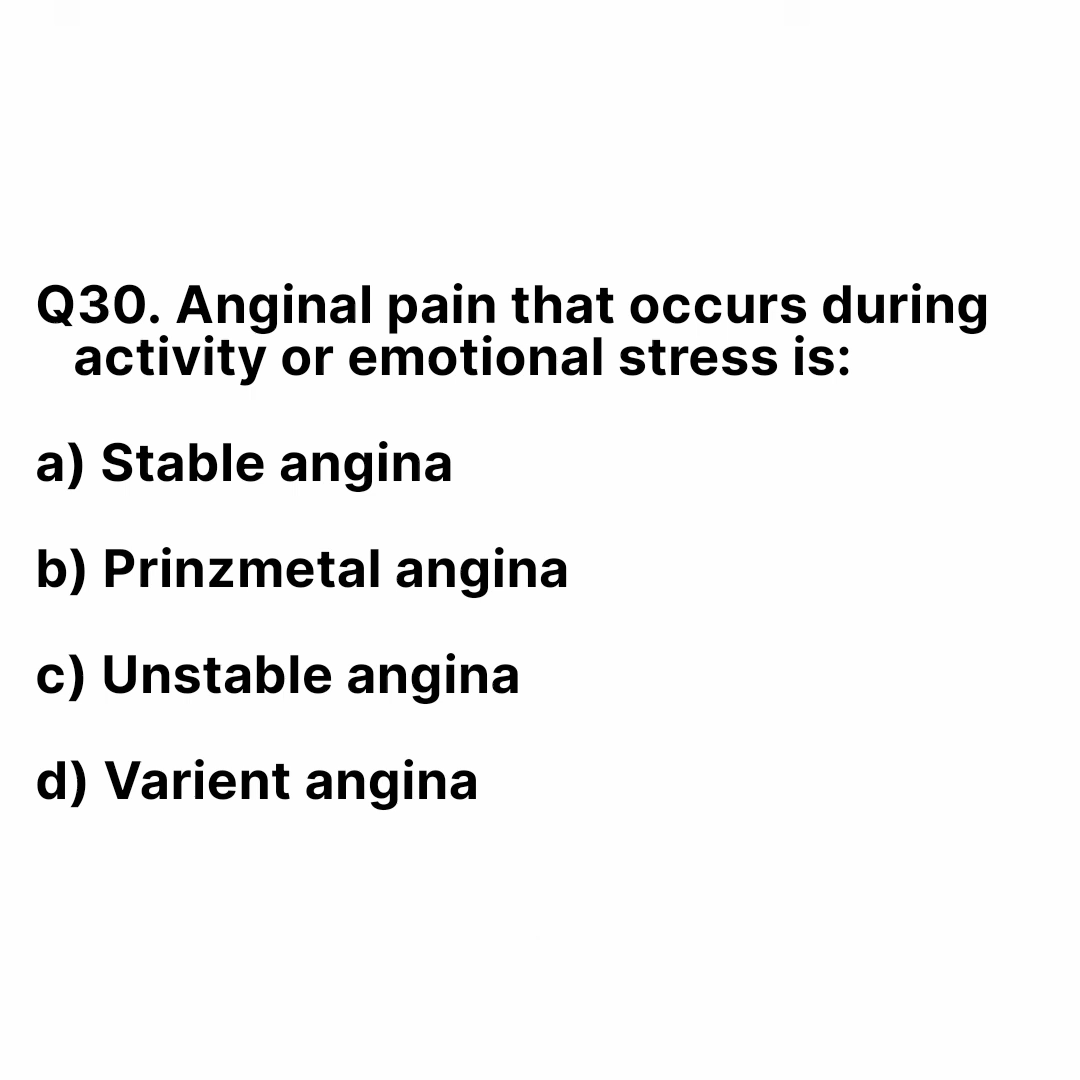 Q30. Anginal pain that occurs during
activity or emotional stress is:
a) Stable angina
b) Prinzmetal angina
c) Unstable angina
d) Varient angina